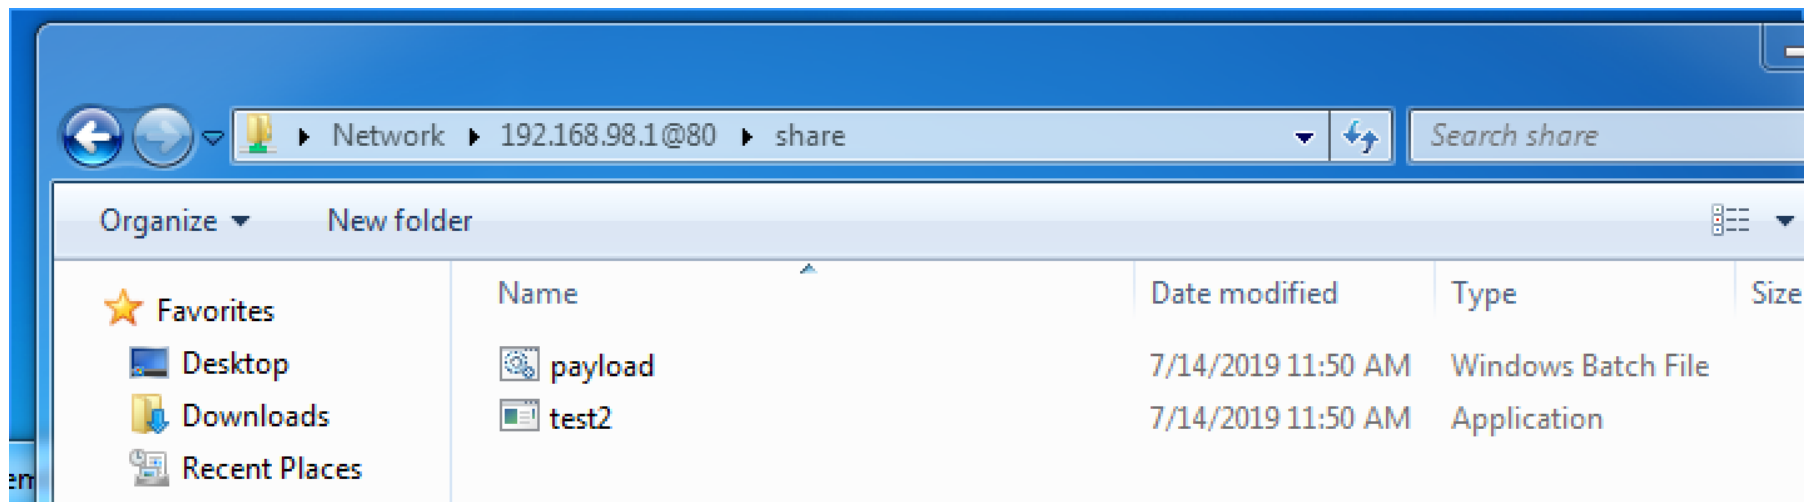 Network 192.168.98.1@80 share Search share
Organize New folder
Name Date modified Type Size
Favorites
Desktop payload 7/14/2019 11:50 AM Windows Batch File
Downloads test2 7/14/2019 11:50 AM Application
Recent Places
em